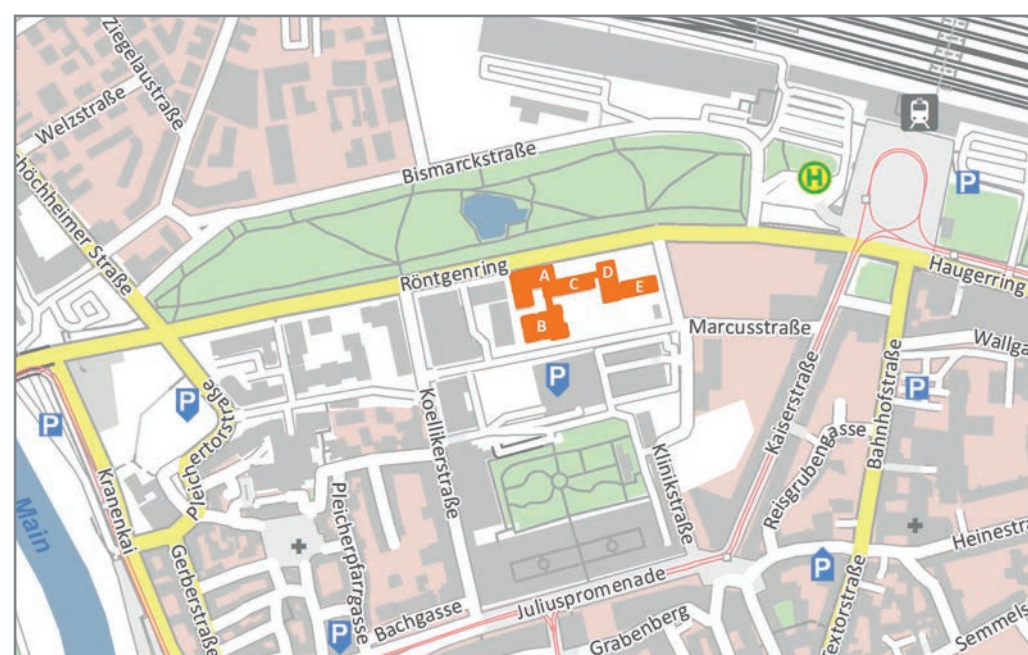 Ziegelaustraße
Welzstraße
höchheimer Straße
Bismarckstraße
H
P
Röntgenring
Haugerring
A
D
C
E
B
Marcusstraße
Wallga
P
P
P
P
Pleichertorstraße
Koellikerstraße
Klinikstraße
Kaiserstraße
Reisgrubengasse
Bahnhofstraße
Kranenkai
Main
Pleicherpfarrgasse
Gerberstraße
Heinestra
P
Juliuspromenade
Bachgasse
P
Grabenberg
Textorstraße
Semmels